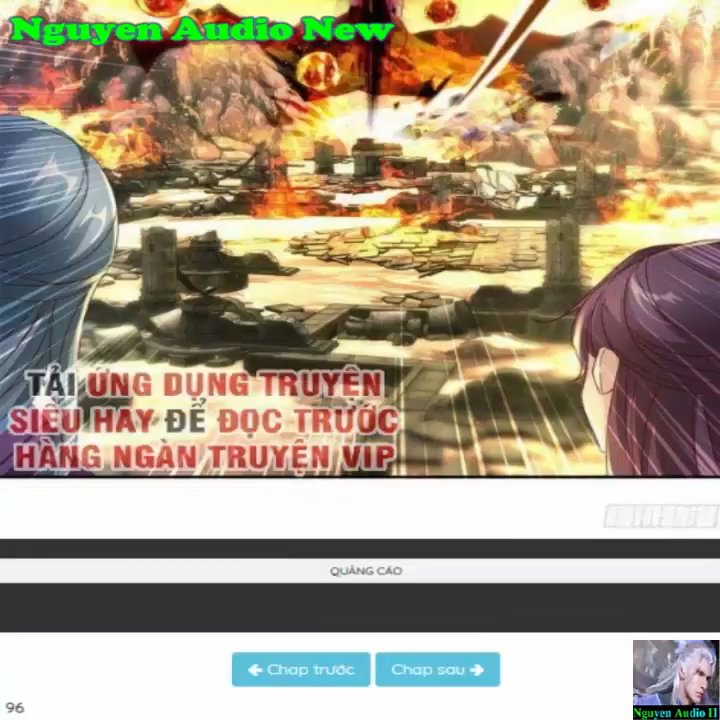 Nguyen Audio New
TẢI ỨNG DỤNG TRUYỆN
SIÊU HAY ĐỂ ĐỌC TRƯỚC
HÀNG NGÀN TRUYỆN VIP
QUẢNG CÁO
← Chap trước
Chap sau →
Nguyen Audio II
96